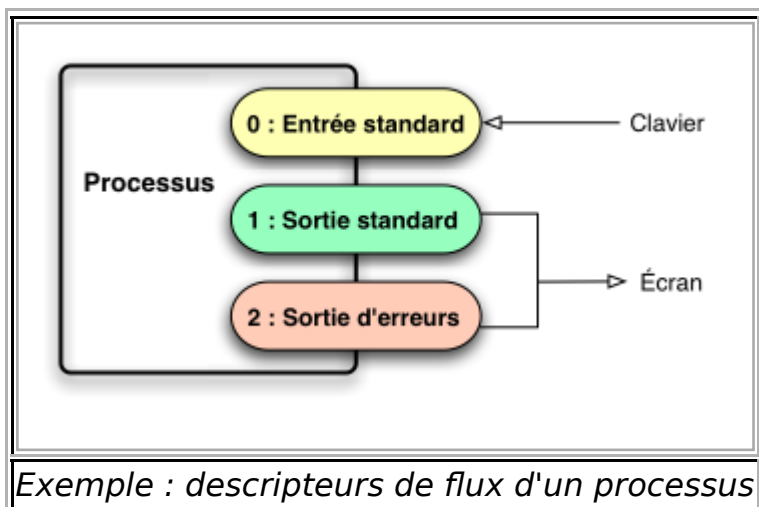 0 : Entrée standard
Clavier
Processus
1 : Sortie standard
Écran
2 : Sortie d'erreurs
Exemple : descripteurs de flux d'un processus